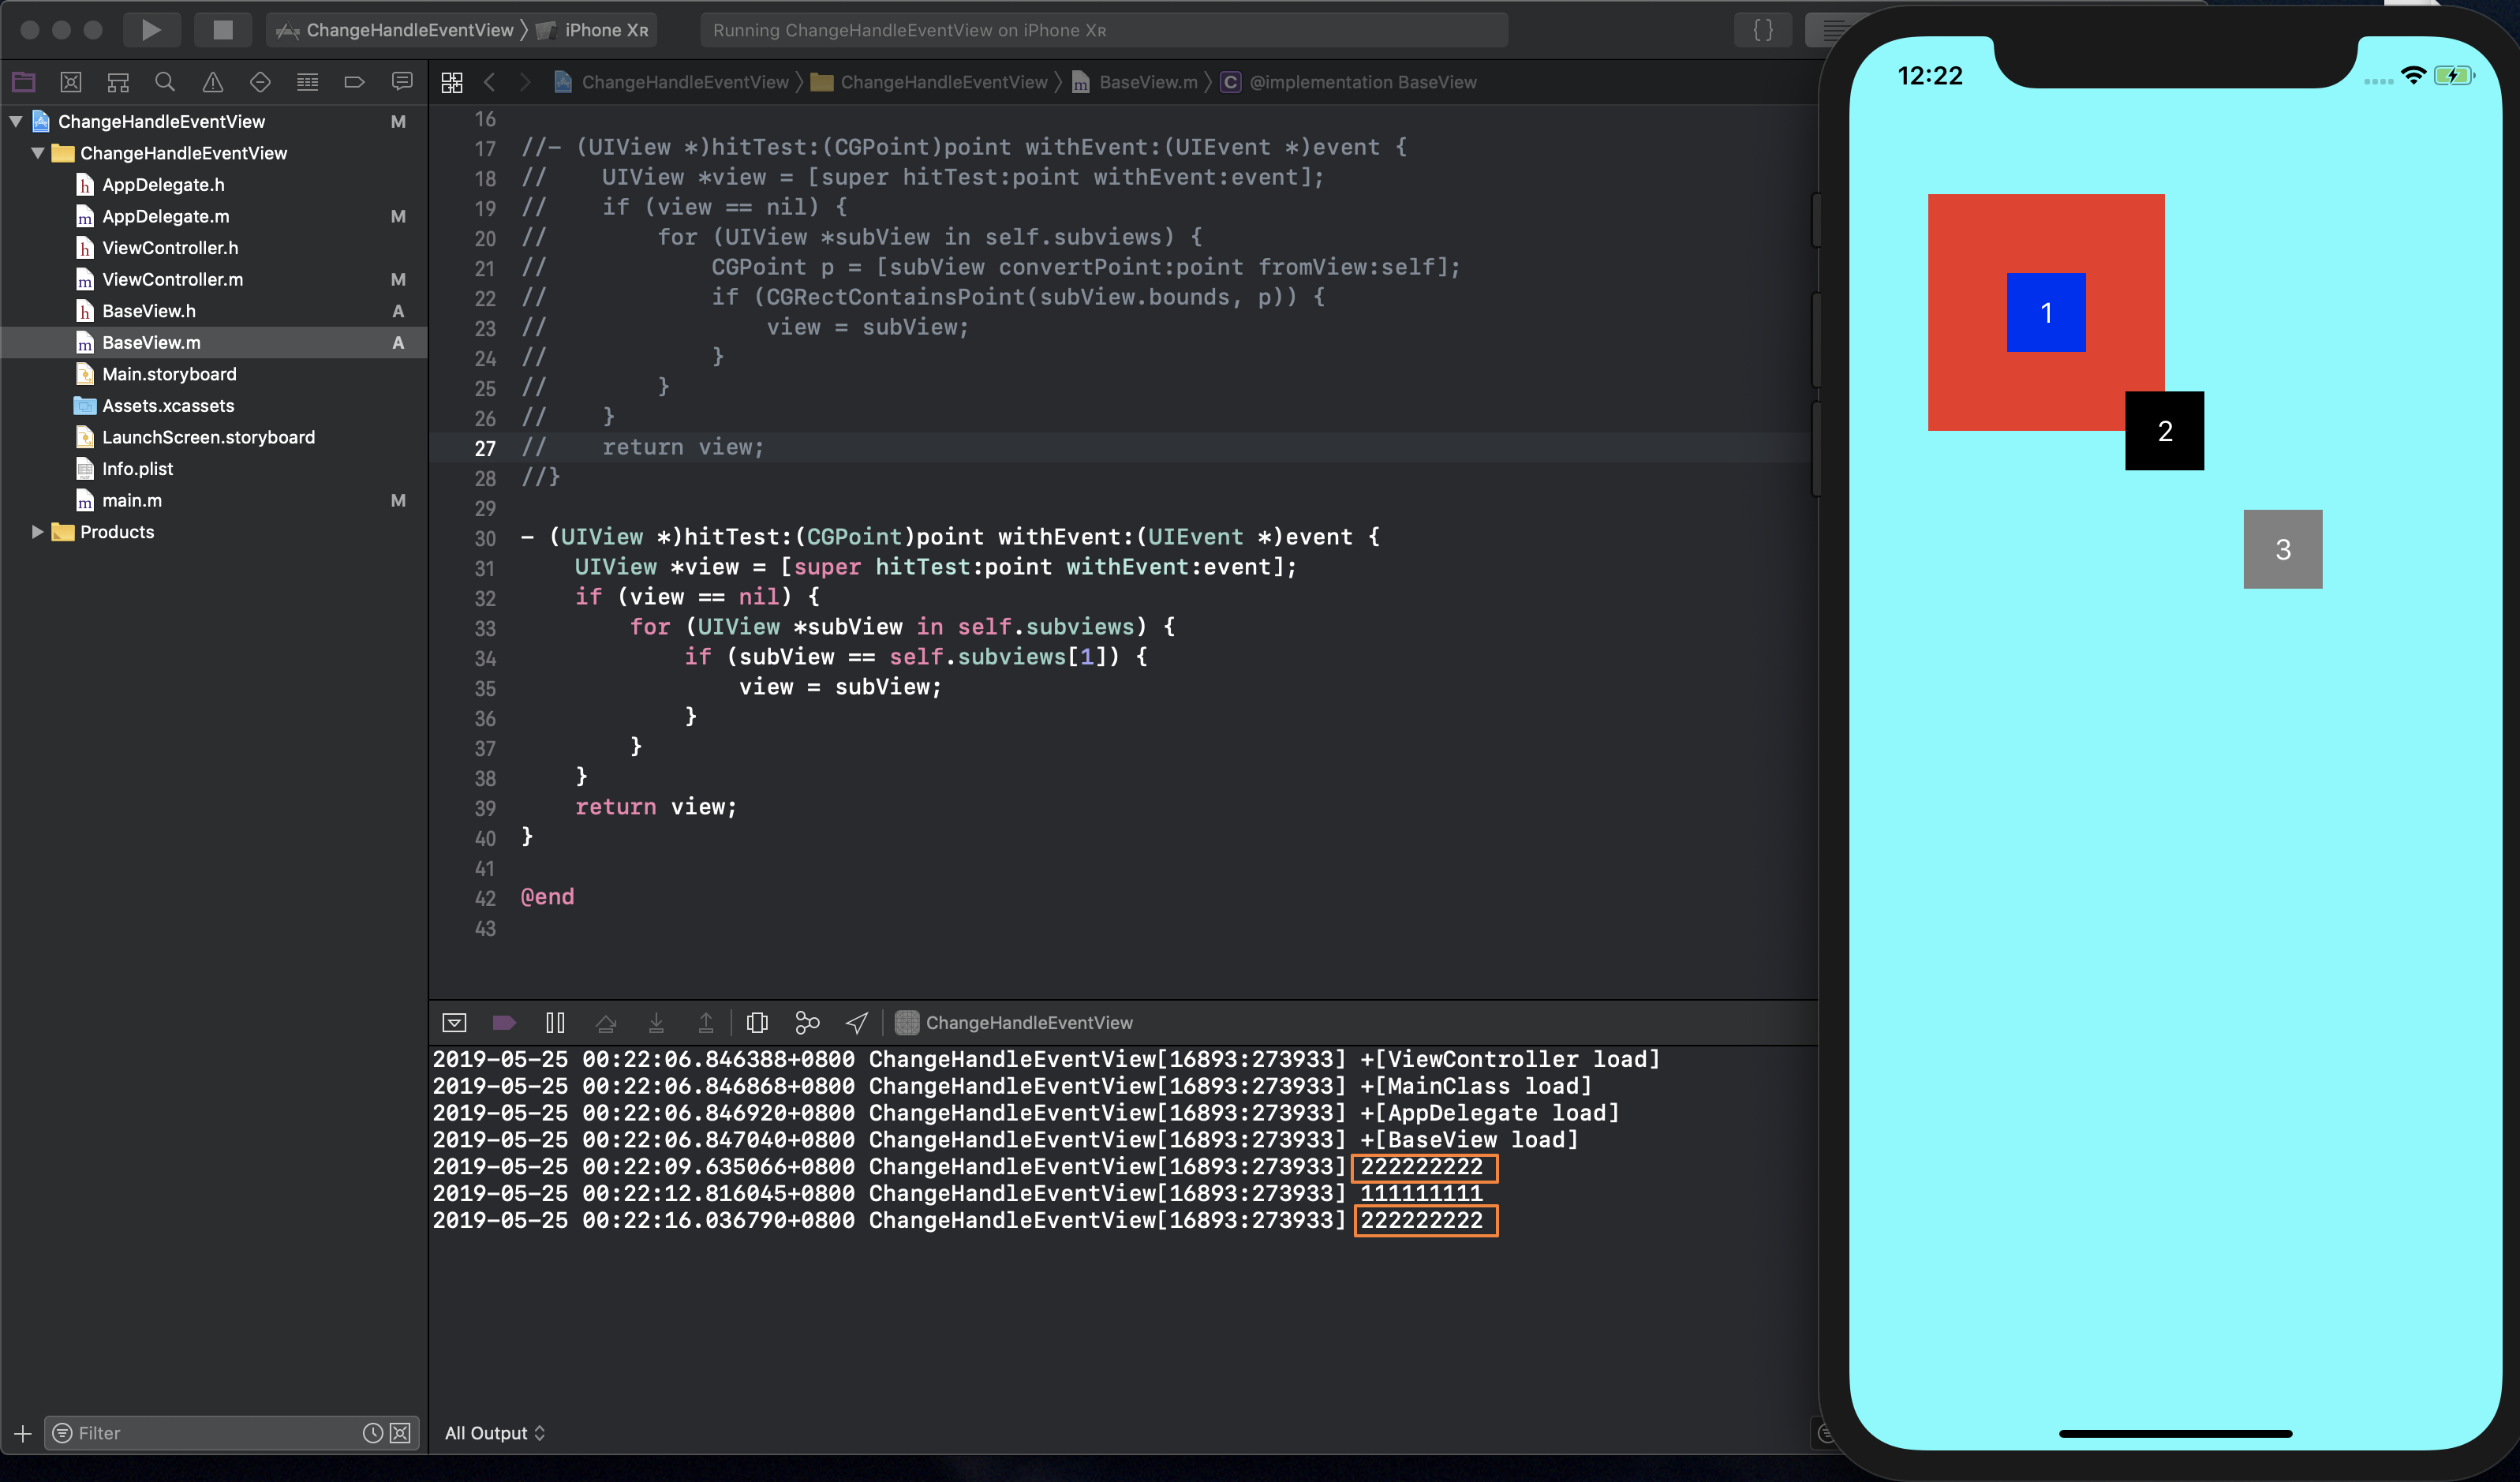 ChangeHandleEventView 〉 iPhone Xʀ
Running ChangeHandleEventView on iPhone Xʀ
{ }
ChangeHandleEventView 〉 ChangeHandleEventView 〉 BaseView.m 〉 C @implementation BaseView
ChangeHandleEventView M
ChangeHandleEventView
AppDelegate.h
AppDelegate.m M
ViewController.h
ViewController.m M
BaseView.h A
BaseView.m A
Main.storyboard
Assets.xcassets
LaunchScreen.storyboard
Info.plist
main.m M
Products
Filter
16
17 //- (UIView *)hitTest:(CGPoint)point withEvent:(UIEvent *)event {
18 //    UIView *view = [super hitTest:point withEvent:event];
19 //    if (view == nil) {
20 //        for (UIView *subView in self.subviews) {
21 //            CGPoint p = [subView convertPoint:point fromView:self];
22 //            if (CGRectContainsPoint(subView.bounds, p)) {
23 //                view = subView;
24 //            }
25 //        }
26 //    }
27 //    return view;
28 //}
29
30 - (UIView *)hitTest:(CGPoint)point withEvent:(UIEvent *)event {
31     UIView *view = [super hitTest:point withEvent:event];
32     if (view == nil) {
33         for (UIView *subView in self.subviews) {
34             if (subView == self.subviews[1]) {
35                 view = subView;
36             }
37         }
38     }
39     return view;
40 }
41
42 @end
43
ChangeHandleEventView
2019-05-25 00:22:06.846388+0800 ChangeHandleEventView[16893:273933] +[ViewController load]
2019-05-25 00:22:06.846868+0800 ChangeHandleEventView[16893:273933] +[MainClass load]
2019-05-25 00:22:06.846920+0800 ChangeHandleEventView[16893:273933] +[AppDelegate load]
2019-05-25 00:22:06.847040+0800 ChangeHandleEventView[16893:273933] +[BaseView load]
2019-05-25 00:22:09.635066+0800 ChangeHandleEventView[16893:273933] 222222222
2019-05-25 00:22:12.816045+0800 ChangeHandleEventView[16893:273933] 111111111
2019-05-25 00:22:16.036790+0800 ChangeHandleEventView[16893:273933] 222222222
All Output
12:22
1
2
3